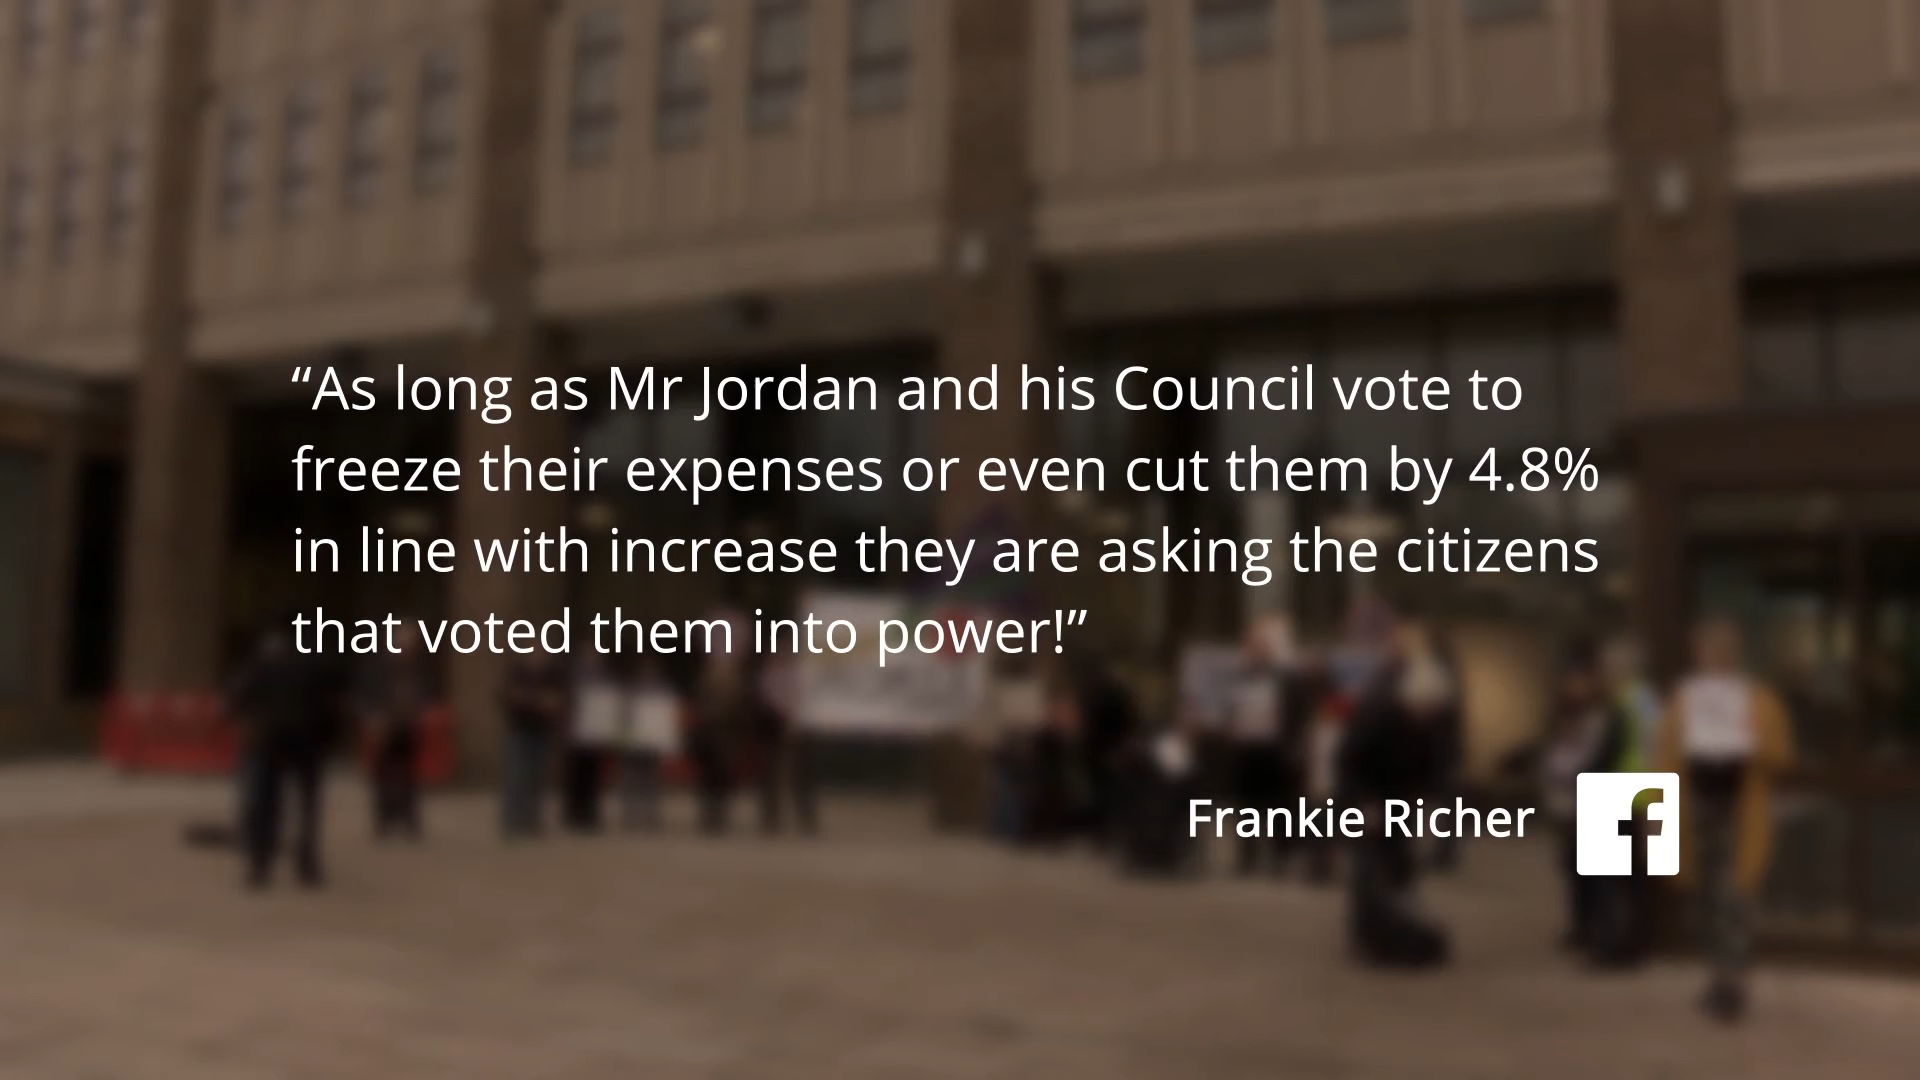 “As long as Mr Jordan and his Council vote to
freeze their expenses or even cut them by 4.8%
in line with increase they are asking the citizens
that voted them into power!”
Frankie Richer